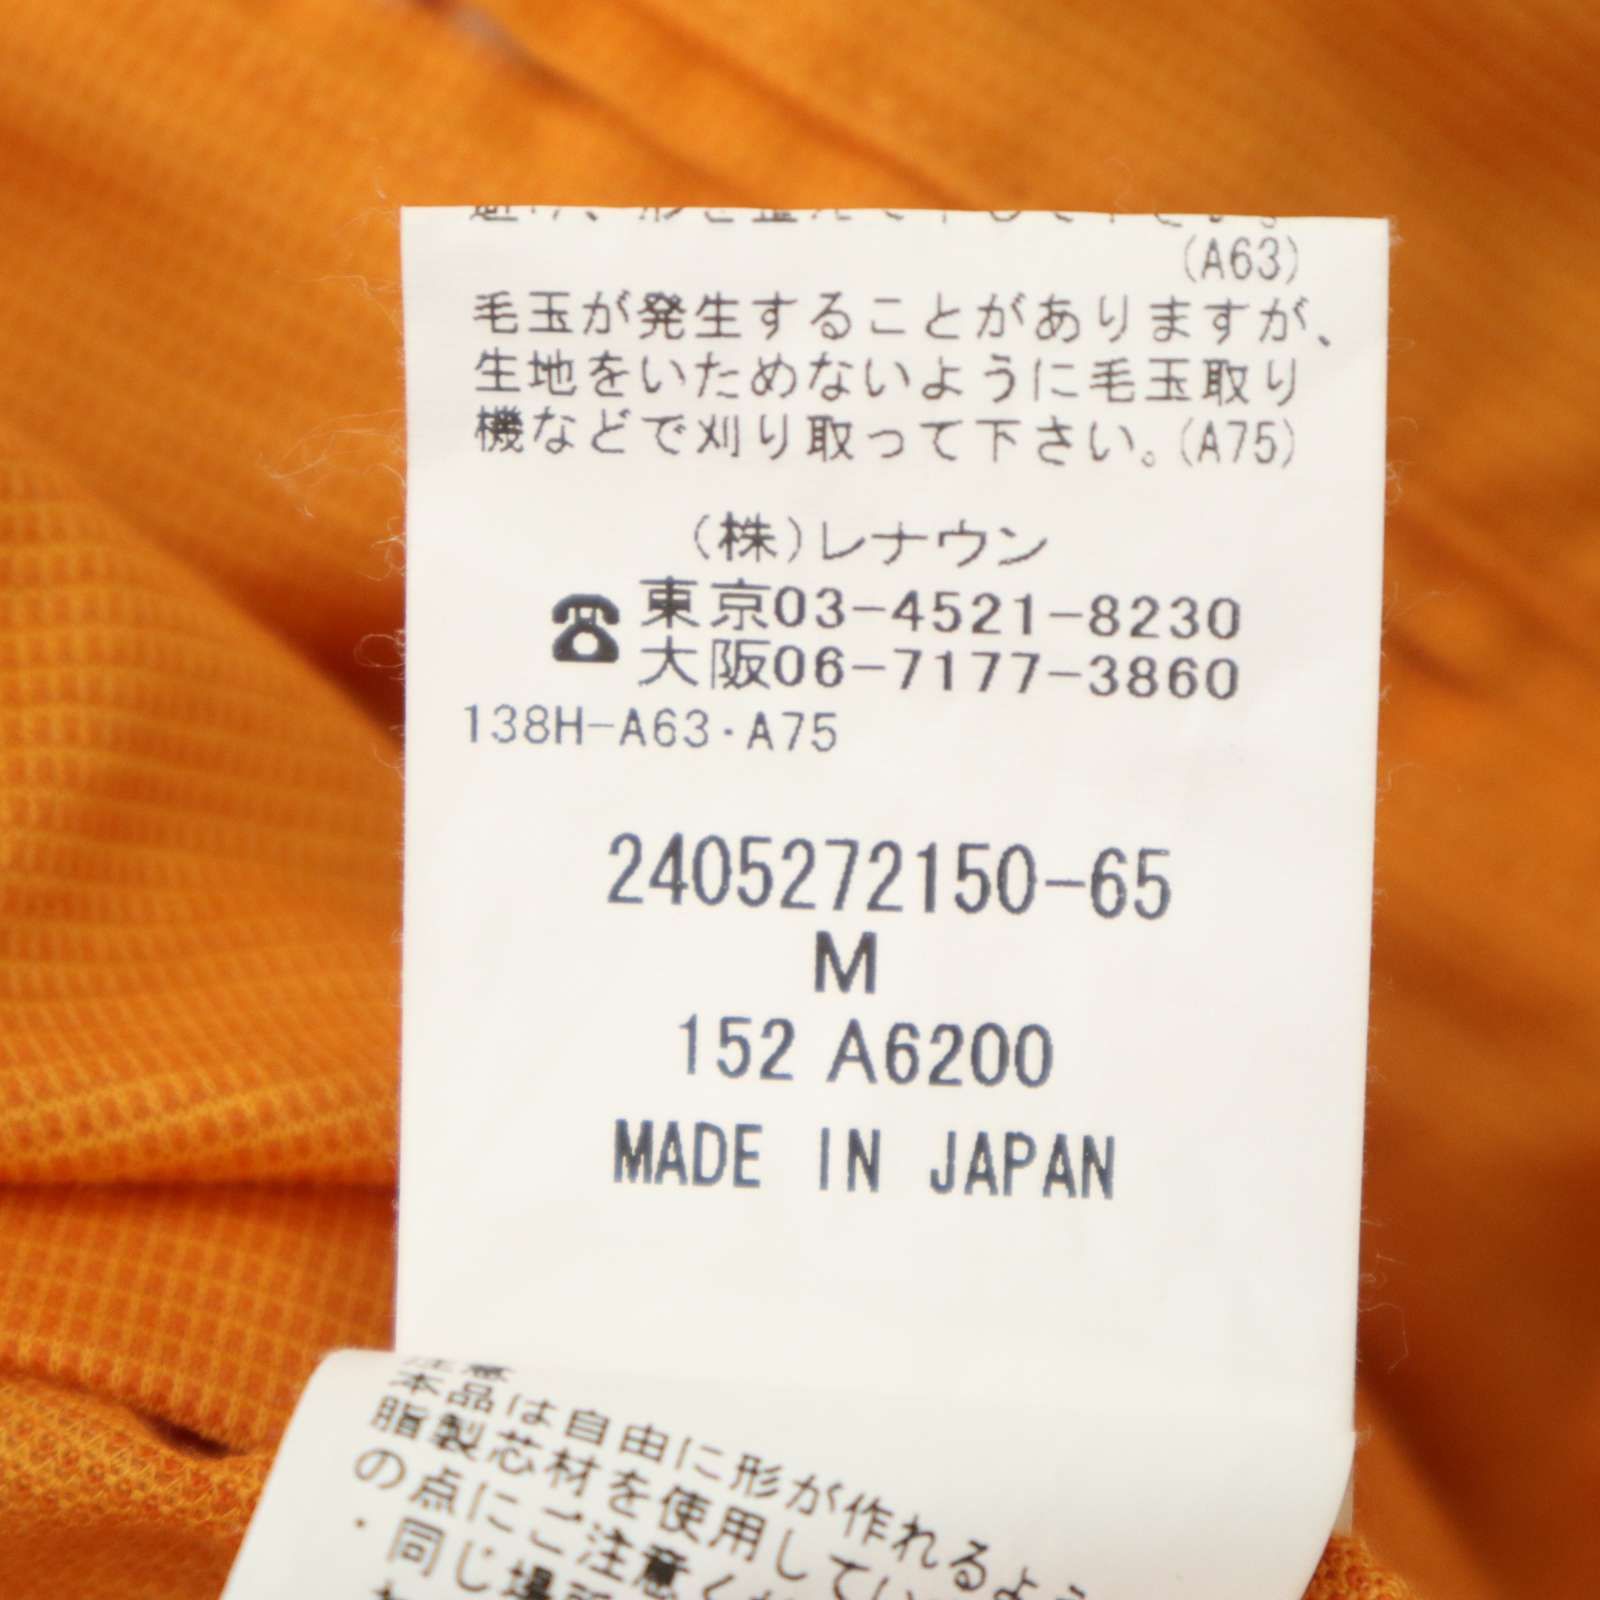 (A63)
毛玉が発生することがありますが、
生地をいためないように毛玉取り
機などで刈り取って下さい。(A75)
(株)レナウン
東京03-4521-8230
大阪06-7177-3860
138H-A63・A75
2405272150-65
M
152 A6200
MADE IN JAPAN
注意
本品は自由に形が作れるよう
脂製芯材を使用してい
の点にご注意く
・同じ場